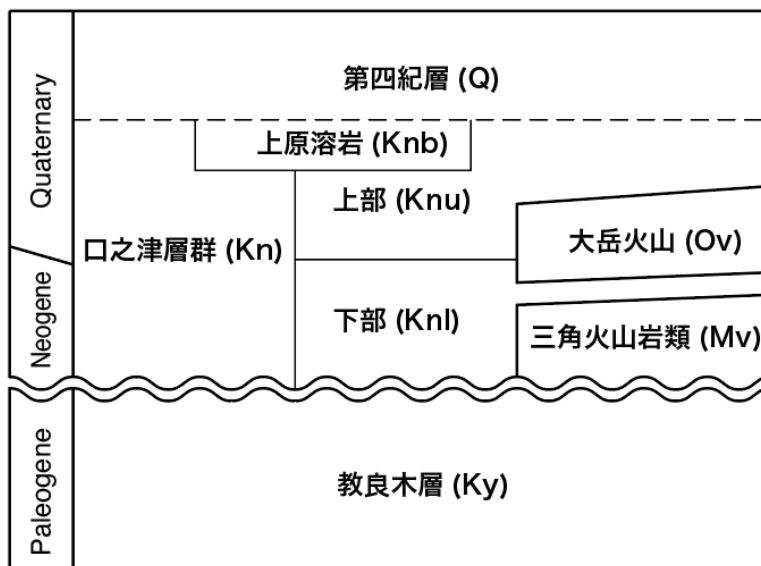 Quaternary
Neogene
Paleogene
第四紀層 (Q)
上原溶岩 (Knb)
上部 (Knu)
口之津層群 (Kn)
大岳火山 (Ov)
下部 (Knl)
三角火山岩類 (Mv)
教良木層 (Ky)